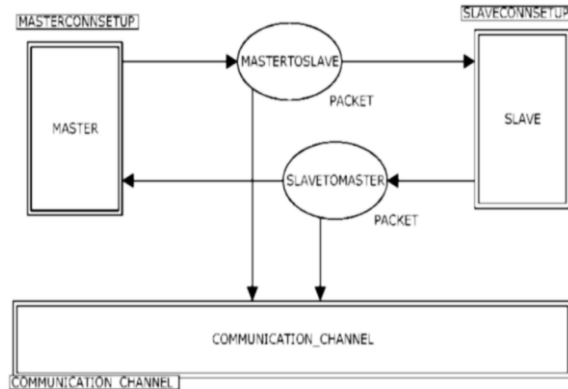 MASTERCONNSETUP
SLAVECONNSETUP
MASTERTOSLAVE
PACKET
MASTER
SLAVE
SLAVETOMASTER
PACKET
COMMUNICATION_CHANNEL
COMMUNICATION_CHANNEL